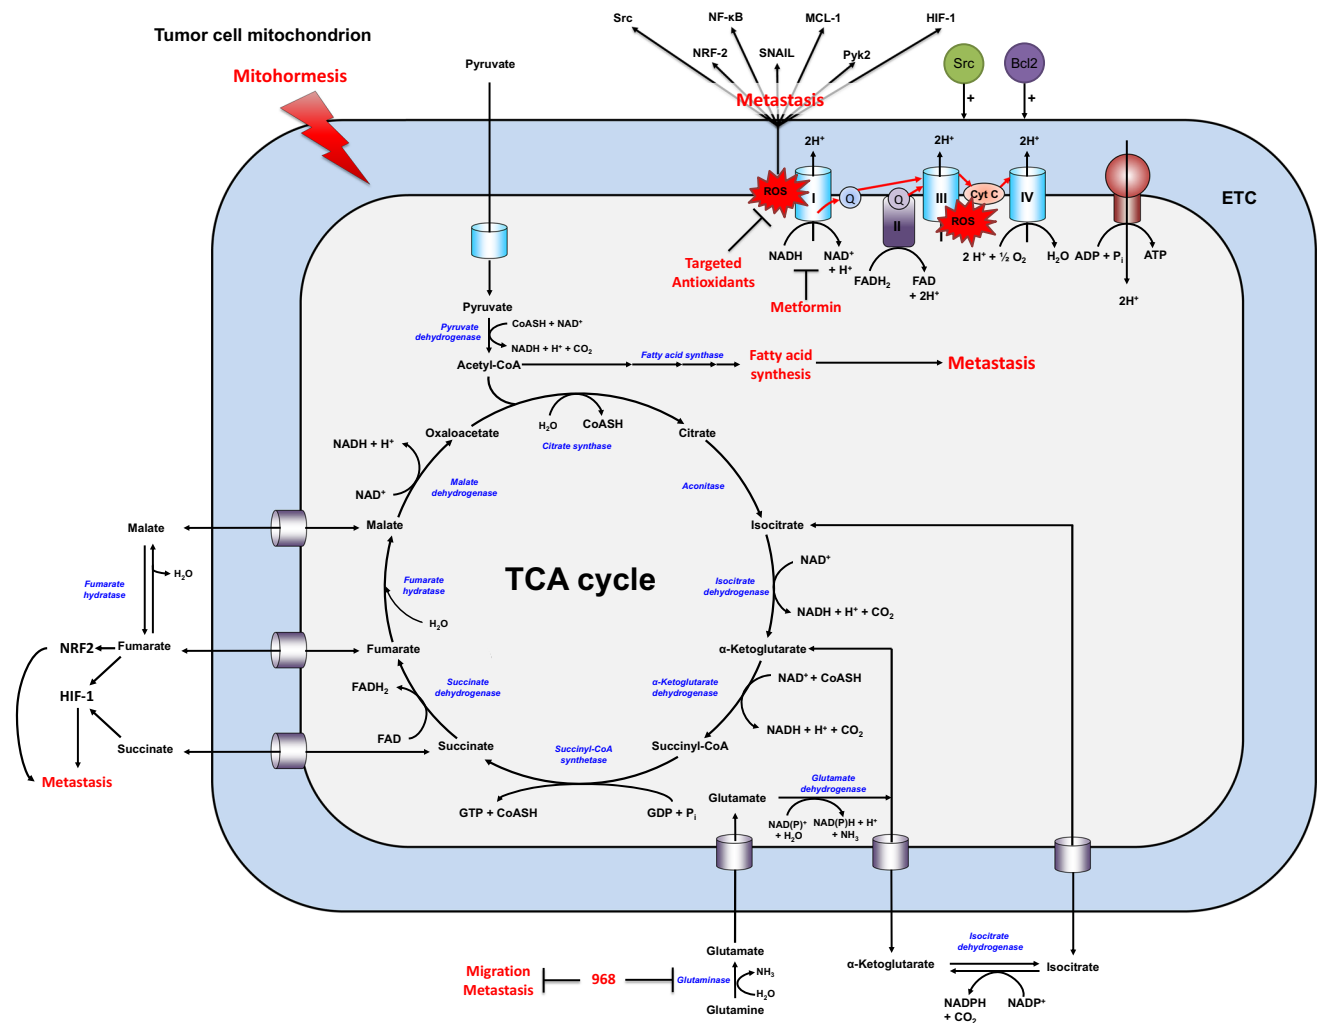 Tumor cell mitochondrion
Mitohormesis
Pyruvate
Src
NF-κB
MCL-1
HIF-1
NRF-2
SNAIL
Pyk2
Metastasis
Src
Bcl2
+
+
2H⁺
2H⁺
2H⁺
ETC
ROS
I
Q
Q
II
III
Cyt C
IV
ROS
NADH
NAD⁺
+ H⁺
FADH₂
FAD
+ 2H⁺
2 H⁺ + ½ O₂
H₂O
ADP + Pᵢ
ATP
2H⁺
Targeted
Antioxidants
Metformin
Pyruvate
Pyruvate
dehydrogenase
CoASH + NAD⁺
NADH + H⁺ + CO₂
Acetyl-CoA
Fatty acid synthase
Fatty acid
synthesis
Metastasis
Oxaloacetate
H₂O
CoASH
Citrate synthase
Citrate
NADH + H⁺
NAD⁺
Malate
dehydrogenase
Aconitase
Malate
Malate
Isocitrate
TCA cycle
Fumarate
hydratase
H₂O
Fumarate
hydratase
H₂O
Isocitrate
dehydrogenase
NAD⁺
NADH + H⁺ + CO₂
NRF2
Fumarate
Fumarate
α-Ketoglutarate
HIF-1
FADH₂
FAD
Succinate
dehydrogenase
α-Ketoglutarate
dehydrogenase
NAD⁺ + CoASH
NADH + H⁺ + CO₂
Succinate
Succinate
Succinyl-CoA
synthetase
Succinyl-CoA
Metastasis
GTP + CoASH
GDP + Pᵢ
Glutamate
Glutamate
dehydrogenase
NAD(P)⁺
+ H₂O
NAD(P)H + H⁺
+ NH₃
Glutamate
Migration
Metastasis
968
Glutaminase
NH₃
H₂O
Glutamine
α-Ketoglutarate
Isocitrate
dehydrogenase
Isocitrate
NADPH
+ CO₂
NADP⁺